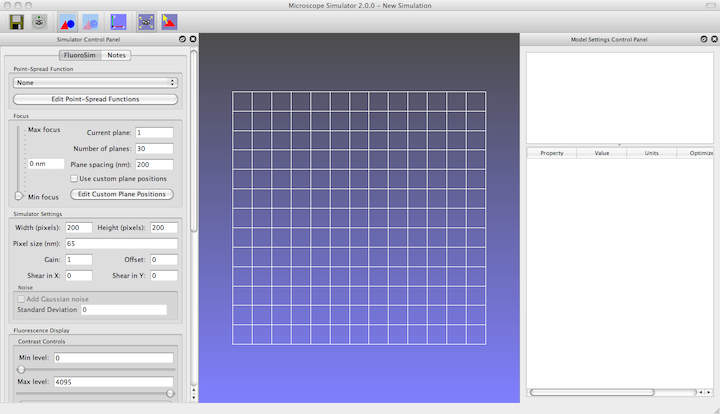 Microscope Simulator 2.0.0 - New Simulation
Simulator Control Panel
FluoroSim Notes
Point-Spread Function
None
Edit Point-Spread Functions
Focus
Max focus
Current plane: 1
Number of planes: 30
0 nm
Plane spacing (nm): 200
Use custom plane positions
Min focus
Edit Custom Plane Positions
Simulator Settings
Width (pixels): 200 Height (pixels): 200
Pixel size (nm): 65
Gain: 1 Offset: 0
Shear in X: 0 Shear in Y: 0
Noise
Add Gaussian noise
Standard Deviation 0
Fluorescence Display
Contrast Controls
Min level: 0
Max level: 4095
Model Settings Control Panel
Property Value Units Optimize